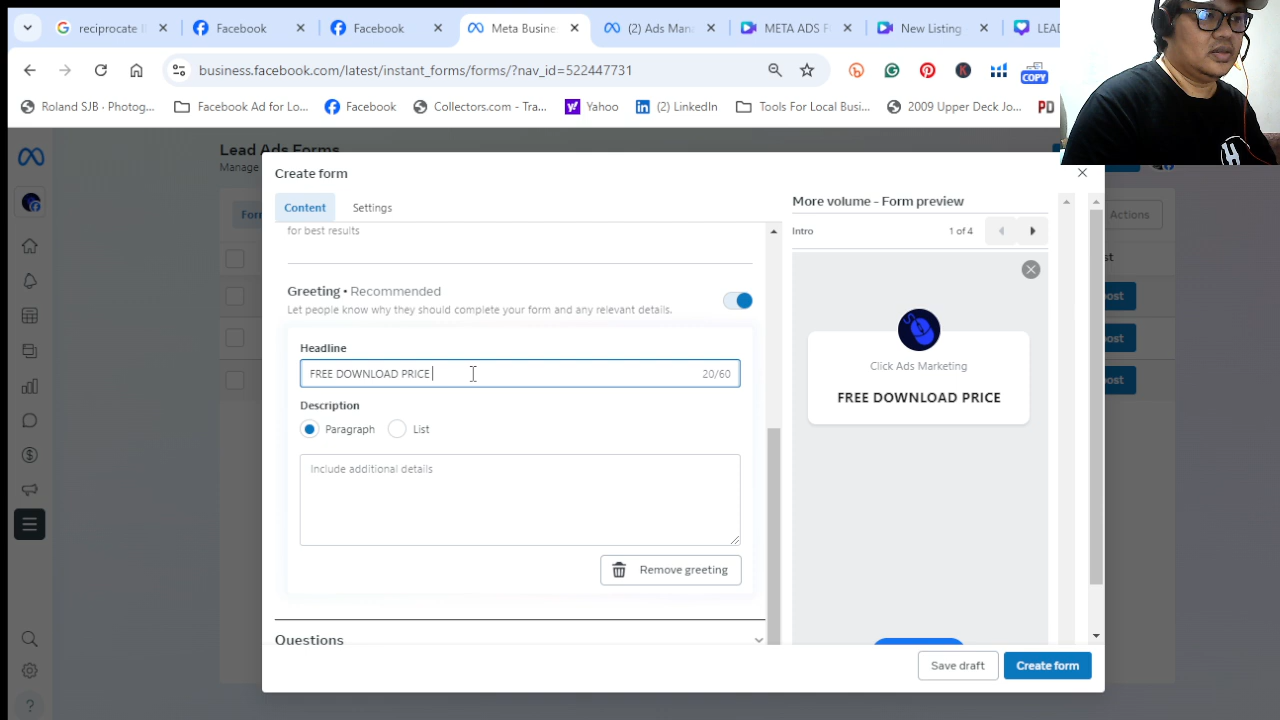 reciprocate
Facebook
Facebook
Meta Busine
(2) Ads Man
META ADS F
New Listing
LEAD
business.facebook.com/latest/instant_forms/forms/?nav_id=522447731
COPY
Roland SJB · Photog...
Facebook Ad for Lo...
Facebook
Collectors.com - Tra...
Yahoo
(2) LinkedIn
Tools For Local Busi...
2009 Upper Deck Jo...
PD
Lead Ads Forms
Manage
Create form
Content
Settings
More volume - Form preview
Form
Actions
for best results
Intro
1 of 4
Greeting • Recommended
Let people know why they should complete your form and any relevant details.
Headline
FREE DOWNLOAD PRICE
20/60
Click Ads Marketing
FREE DOWNLOAD PRICE
Description
Paragraph
List
Include additional details
Remove greeting
Questions
Save draft
Create form